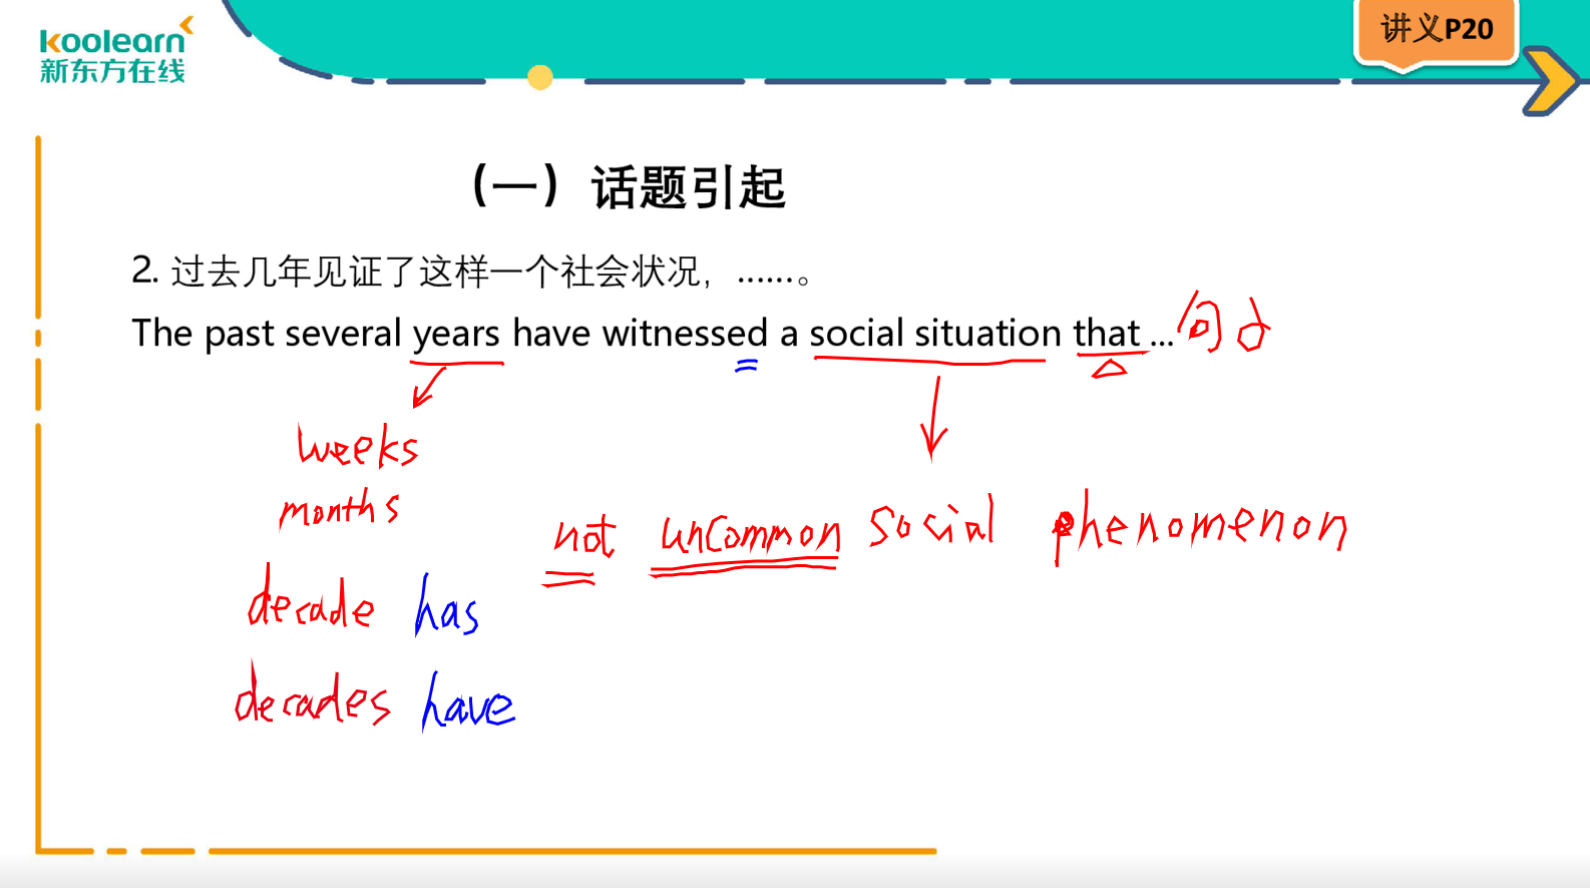 koolearn
新东方在线
讲义P20
（一）话题引起
2. 过去几年见证了这样一个社会状况，……。
The past several years have witnessed a social situation that ... 句子
weeks
months
not uncommon social phenomenon
decade has
decades have